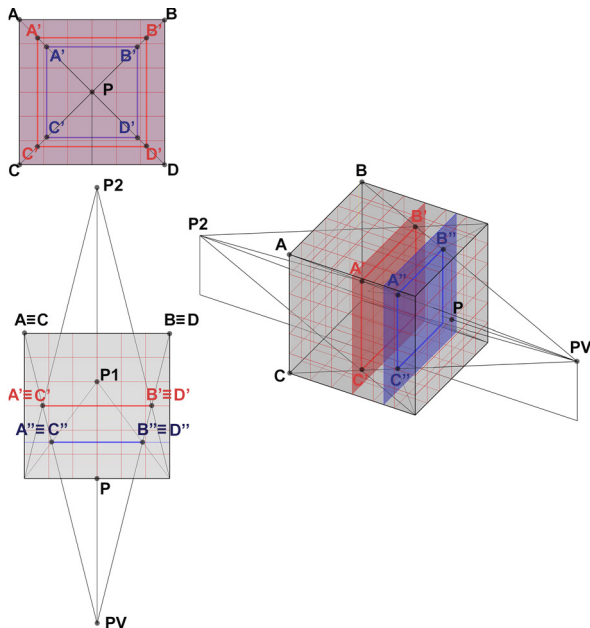 A B
A' B'
A' B'
P
C' D'
C' D'
C D
P2
A≡C B≡D
P1
A'≡C' B'≡D'
A''≡C'' B''≡D''
P
PV
B
P2
B'
A
B''
A'
A''
P
PV
C
C'
C''